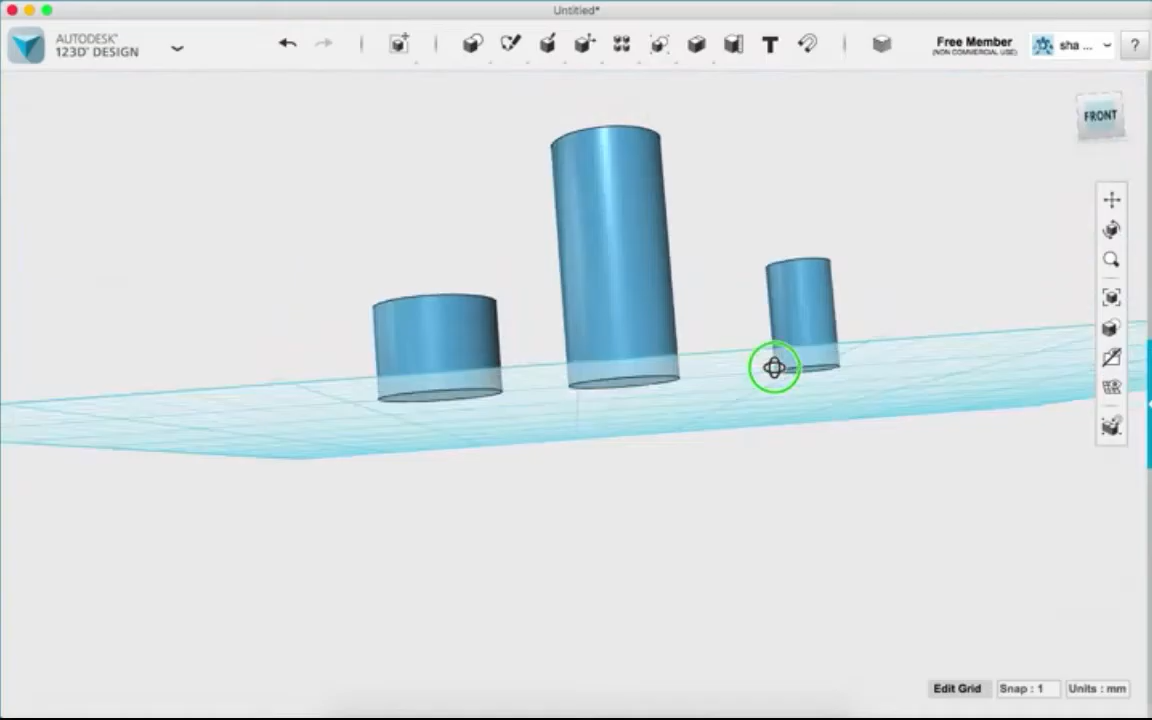 Untitled*
AUTODESK®
123D® DESIGN
T
Free Member
(NON COMMERCIAL USE)
sha ...
?
FRONT
Edit Grid
Snap : 1
Units : mm